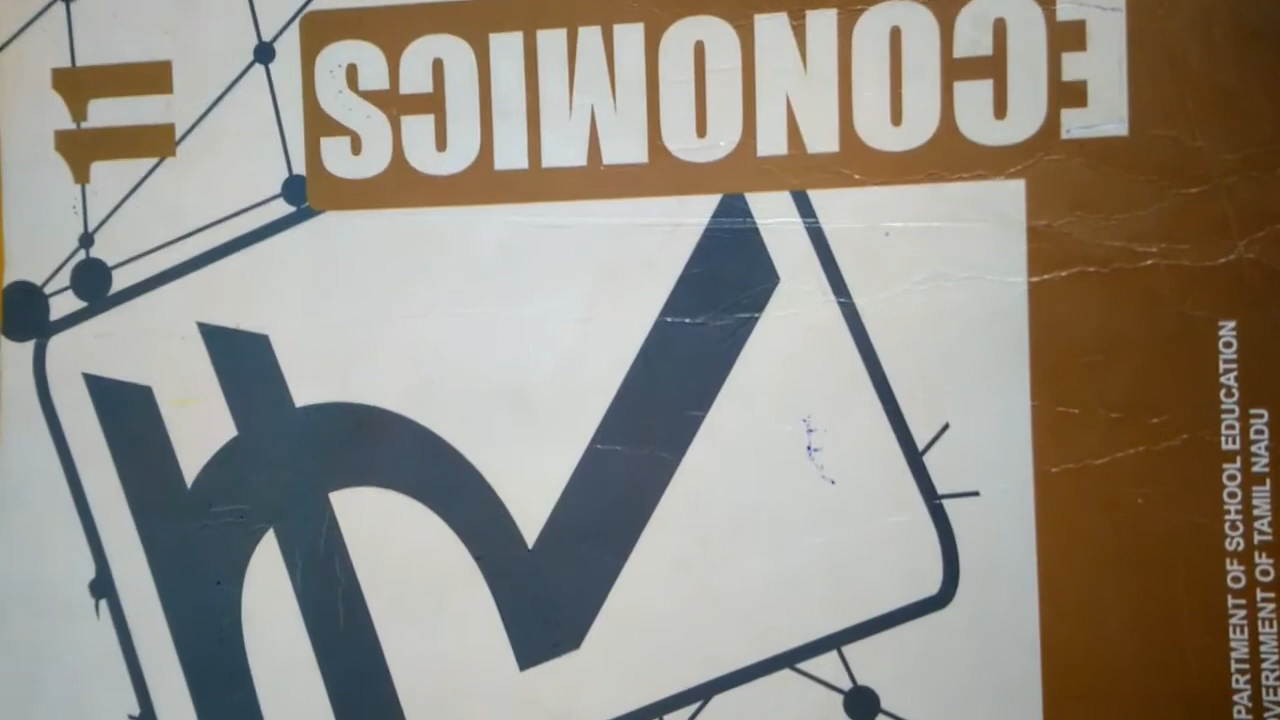 ECONOMICS
11
PARTMENT OF SCHOOL EDUCATION
VERNMENT OF TAMIL NADU